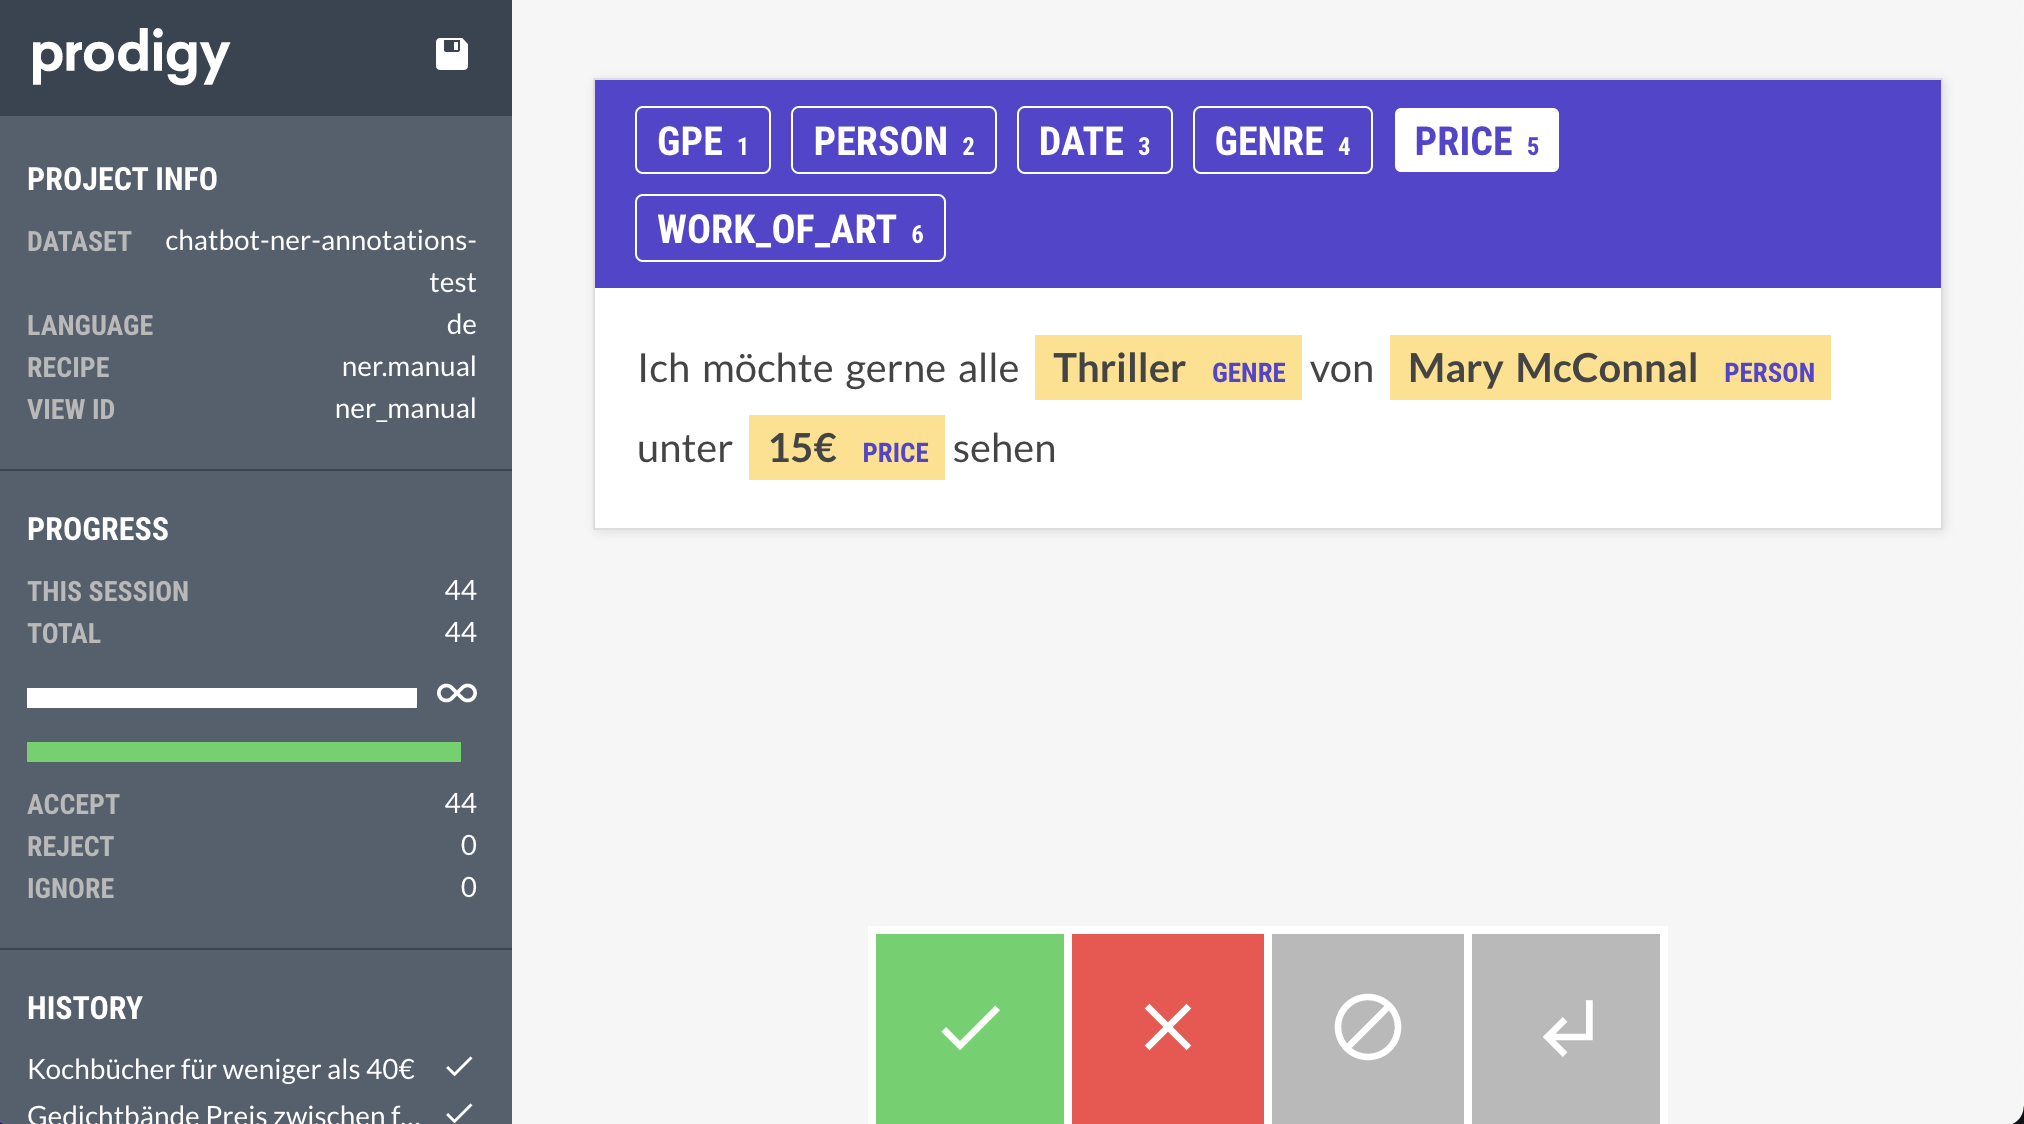 prodigy
PROJECT INFO
DATASET chatbot-ner-annotations-
test
LANGUAGE de
RECIPE ner.manual
VIEW ID ner_manual
PROGRESS
THIS SESSION 44
TOTAL 44
∞
ACCEPT 44
REJECT 0
IGNORE 0
HISTORY
Kochbücher für weniger als 40€
Gedichtbände Preis zwischen f...
GPE 1 PERSON 2 DATE 3 GENRE 4 PRICE 5
WORK_OF_ART 6
Ich möchte gerne alle Thriller GENRE von Mary McConnal PERSON
unter 15€ PRICE sehen